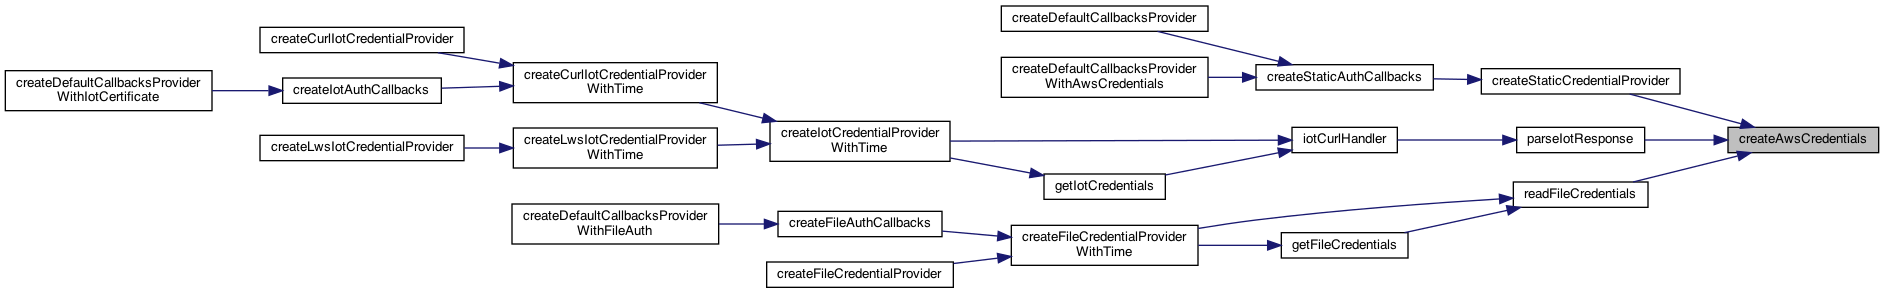 createDefaultCallbacksProvider
WithIotCertificate
createCurlIotCredentialProvider
createIotAuthCallbacks
createLwsIotCredentialProvider
createCurlIotCredentialProvider
WithTime
createLwsIotCredentialProvider
WithTime
createDefaultCallbacksProvider
WithFileAuth
createIotCredentialProvider
WithTime
createFileAuthCallbacks
createFileCredentialProvider
createDefaultCallbacksProvider
createDefaultCallbacksProvider
WithAwsCredentials
getIotCredentials
createFileCredentialProvider
WithTime
createStaticAuthCallbacks
iotCurlHandler
getFileCredentials
createStaticCredentialProvider
parseIotResponse
readFileCredentials
createAwsCredentials